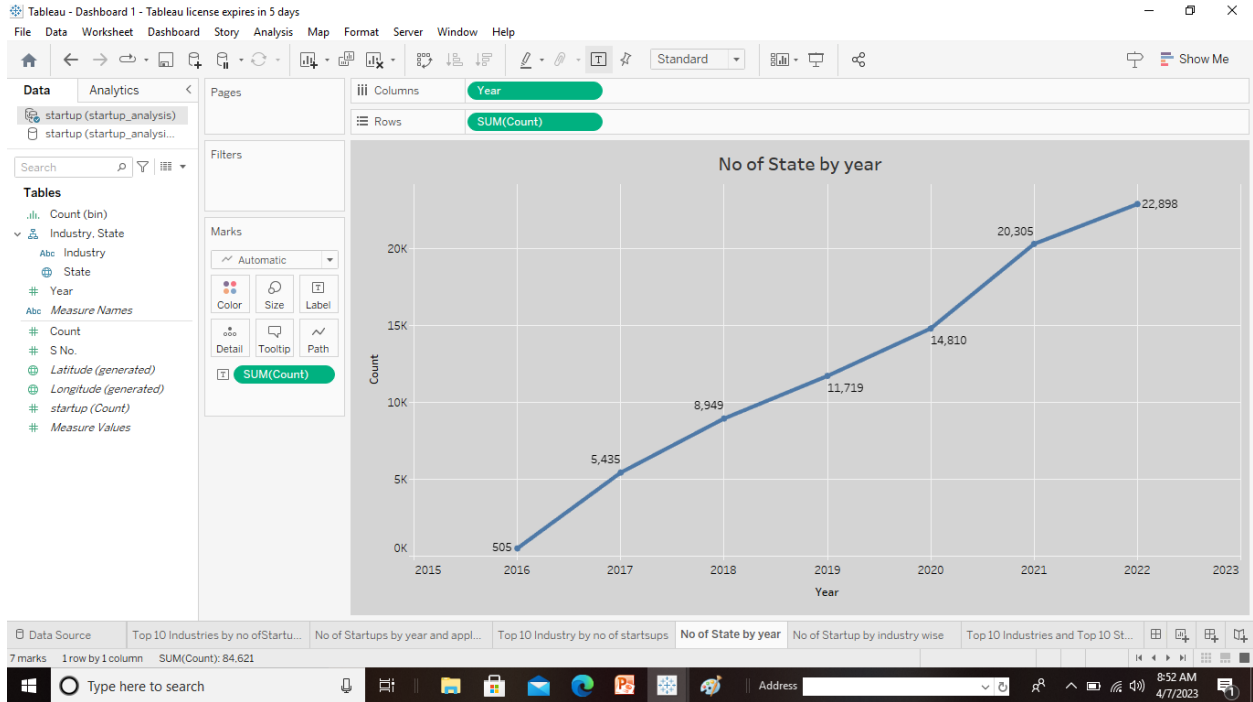 Tableau - Dashboard 1 - Tableau license expires in 5 days
File Data Worksheet Dashboard Story Analysis Map Format Server Window Help
Standard
Show Me
Data Analytics
startup (startup_analysis)
startup (startup_analysi...
Search
Tables
Count (bin)
Industry, State
Abc Industry
State
# Year
Abc Measure Names
# Count
# S No.
Latitude (generated)
Longitude (generated)
# startup (Count)
# Measure Values
Pages
Filters
Marks
Automatic
Color Size Label
Detail Tooltip Path
SUM(Count)
Columns Year
Rows SUM(Count)
No of State by year
22,898
20,305
20K
15K
14,810
Count
11,719
10K
8,949
5,435
5K
505
0K
2015 2016 2017 2018 2019 2020 2021 2022 2023
Year
Data Source Top 10 Industries by no ofStartu... No of Startups by year and appl... Top 10 Industry by no of startsups No of State by year No of Startup by industry wise Top 10 Industries and Top 10 St...
7 marks 1 row by 1 column SUM(Count): 84,621
Type here to search
Address
8:52 AM
4/7/2023
1